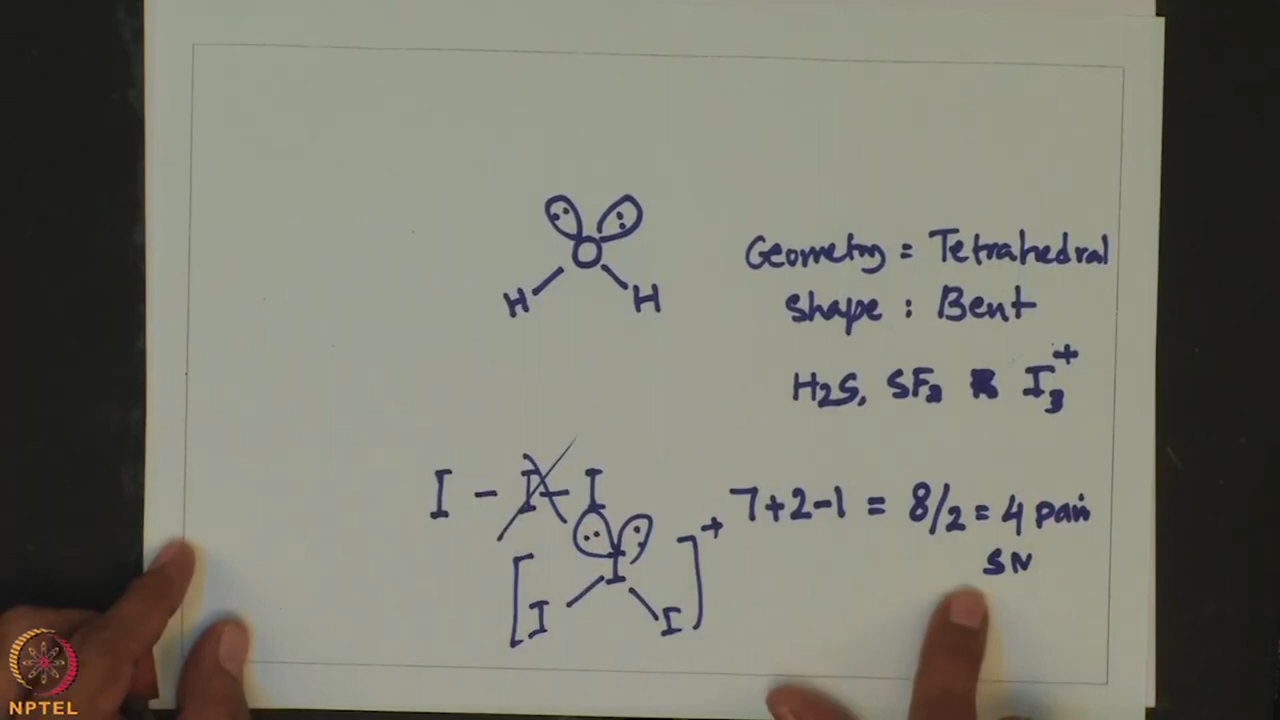 O
H H
Geometry = Tetrahedral
Shape : Bent
H2S, SF2 I3+
I - I - I
7+2-1 = 8/2 = 4 pair
SN
[I I I]+
NPTEL